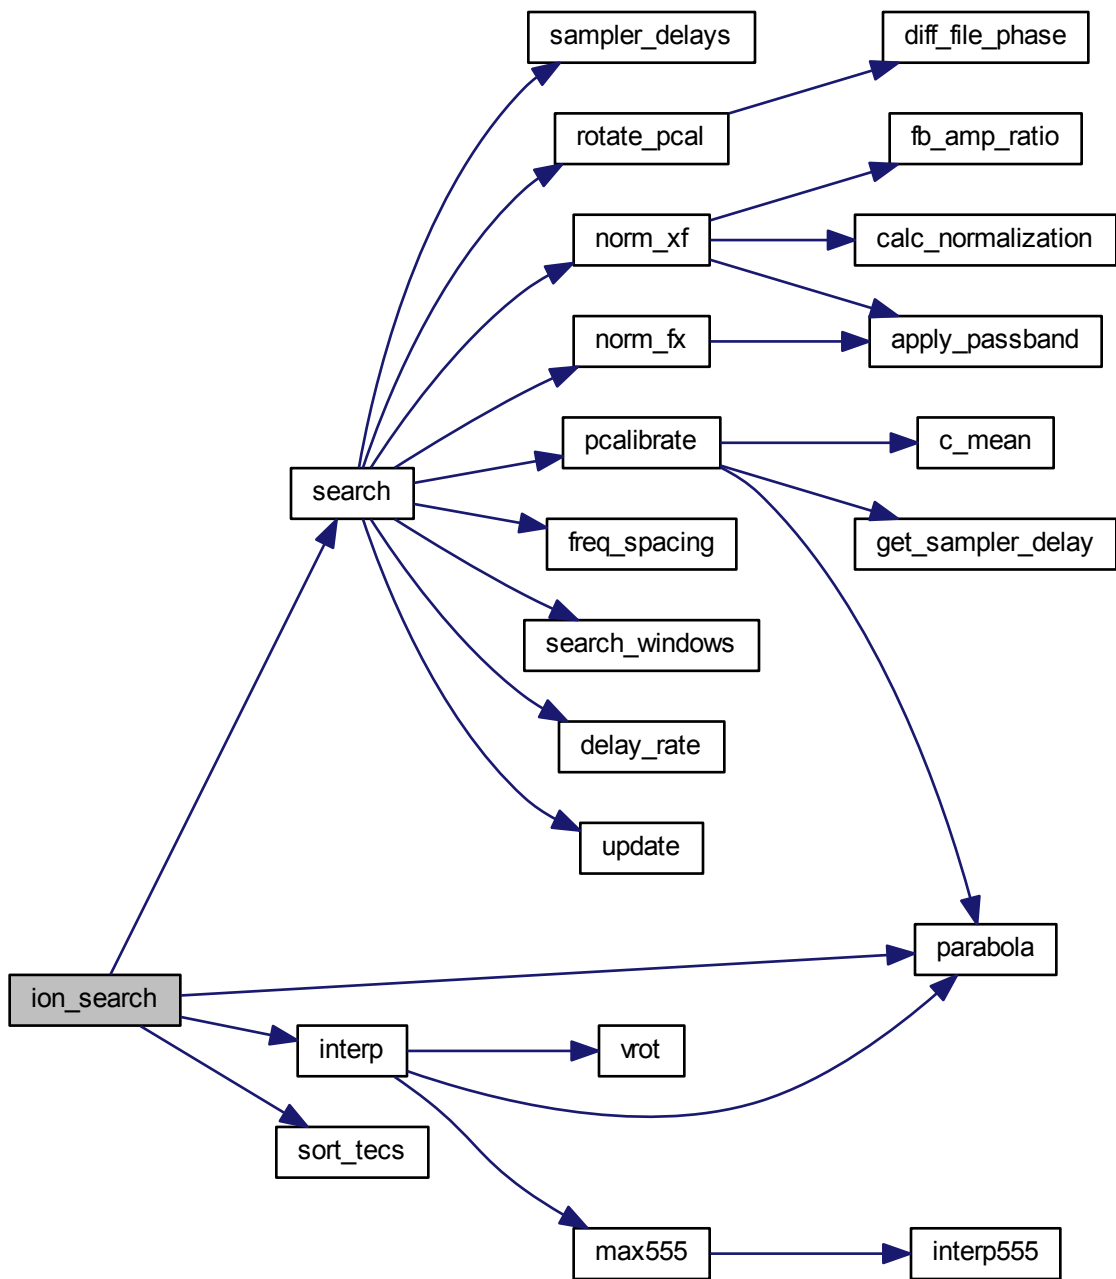 sampler_delays
diff_file_phase
rotate_pcal
fb_amp_ratio
norm_xf
calc_normalization
norm_fx
apply_passband
pcalibrate
c_mean
search
freq_spacing
get_sampler_delay
search_windows
delay_rate
update
parabola
ion_search
interp
vrot
sort_tecs
max555
interp555